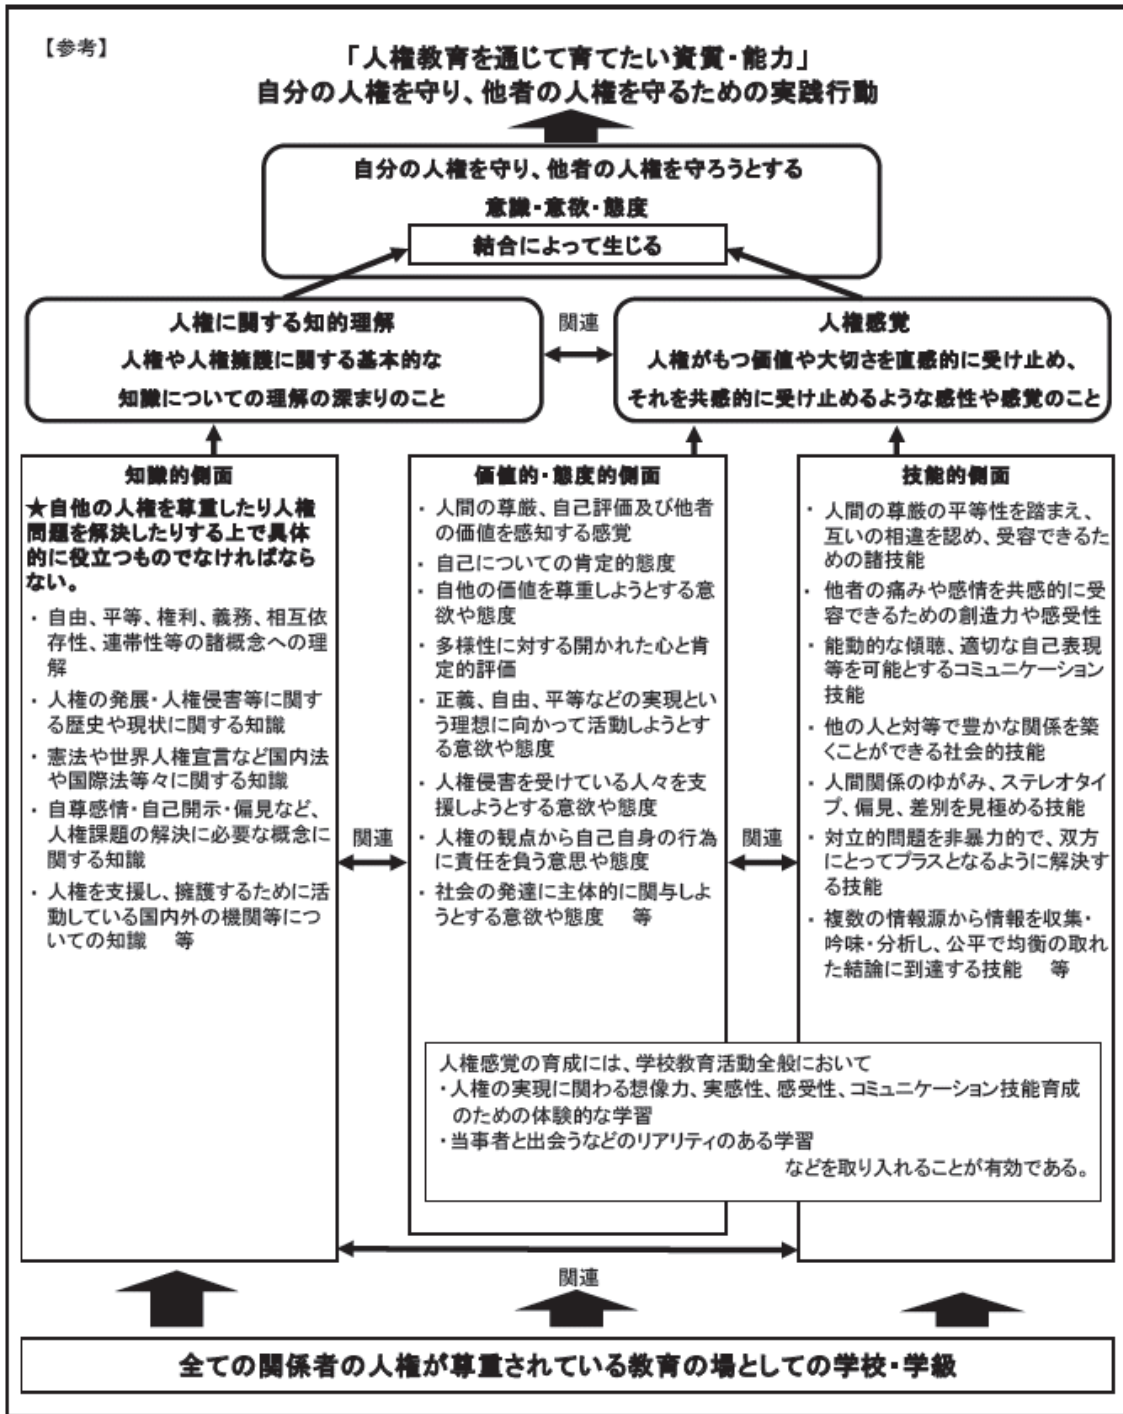 【参考】
「人権教育を通じて育てたい資質・能力」
自分の人権を守り、他者の人権を守るための実践行動
自分の人権を守り、他者の人権を守ろうとする
意識・意欲・態度
結合によって生じる
人権に関する知的理解
人権や人権擁護に関する基本的な
知識についての理解の深まりのこと
関連
人権感覚
人権がもつ価値や大切さを直感的に受け止め、
それを共感的に受け止めるような感性や感覚のこと
知識的側面
★自他の人権を尊重したり人権
問題を解決したりする上で具体
的に役立つものでなければなら
ない。
・自由、平等、権利、義務、相互依
存性、連帯性等の諸概念への理
解
・人権の発展・人権侵害等に関す
る歴史や現状に関する知識
・憲法や世界人権宣言など国内法
や国際法等々に関する知識
・自尊感情・自己開示・偏見など、
人権課題の解決に必要な概念に
関する知識
・人権を支援し、擁護するために活
動している国内外の機関等につい
ての知識 等
関連
価値的・態度的側面
・人間の尊厳、自己評価及び他者
の価値を感知する感覚
・自己についての肯定的態度
・自他の価値を尊重しようとする意
欲や態度
・多様性に対する開かれた心と肯
定的評価
・正義、自由、平等などの実現とい
う理想に向かって活動しようとす
る意欲や態度
・人権侵害を受けている人々を支
援しようとする意欲や態度
・人権の観点から自己自身の行為
に責任を負う意思や態度
・社会の発達に主体的に関与しよ
うとする意欲や態度 等
関連
技能的側面
・人間の尊厳の平等性を踏まえ、
互いの相違を認め、受容できるた
めの諸技能
・他者の痛みや感情を共感的に受
容できるための創造力や感受性
・能動的な傾聴、適切な自己表現
等を可能とするコミュニケーション
技能
・他の人と対等で豊かな関係を築
くことができる社会的技能
・人間関係のゆがみ、ステレオタイ
プ、偏見、差別を見極める技能
・対立的問題を非暴力的で、双方
にとってプラスとなるように解決す
る技能
・複数の情報源から情報を収集・
吟味・分析し、公平で均衡の取れ
た結論に到達する技能 等
人権感覚の育成には、学校教育活動全般において
・人権の実現に関わる想像力、実感性、感受性、コミュニケーション技能育成
のための体験的な学習
・当事者と出会うなどのリアリティのある学習
などを取り入れることが有効である。
関連
全ての関係者の人権が尊重されている教育の場としての学校・学級